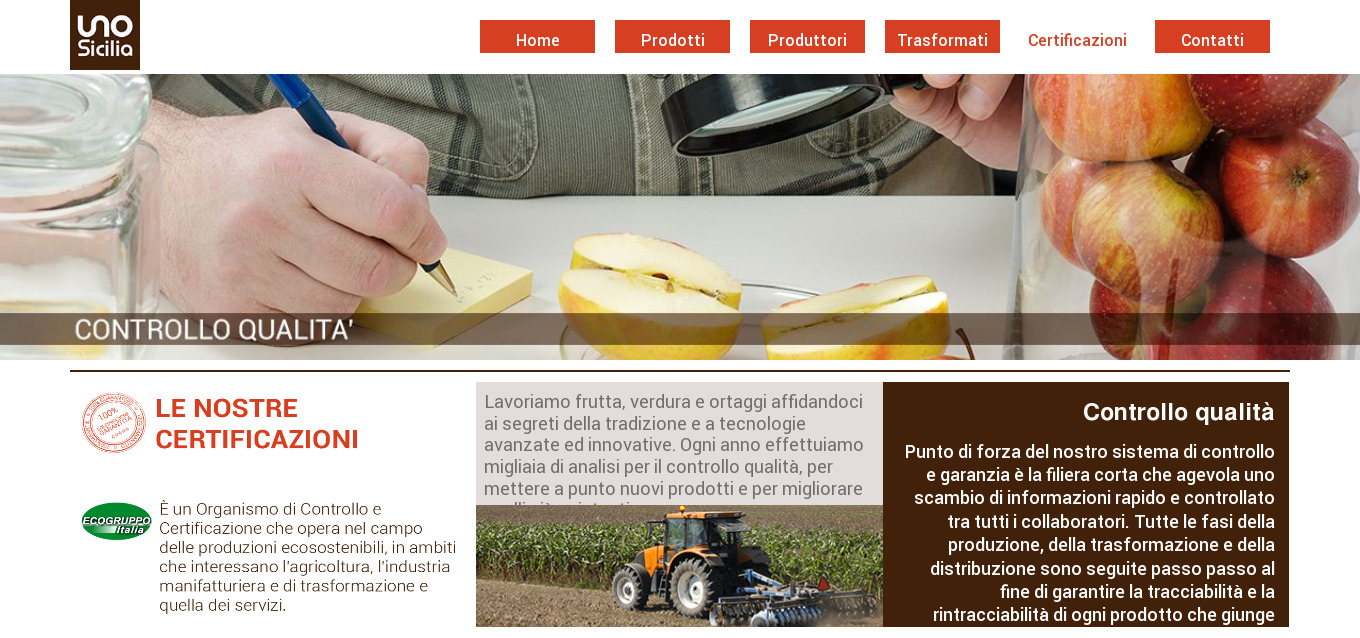 uno
Sicilia
Home
Prodotti
Produttori
Trasformati
Certificazioni
Contatti
CONTROLLO QUALITA'
100%
GARANTITA
LE NOSTRE
CERTIFICAZIONI
ECOGRUPPO
Italia
È un Organismo di Controllo e
Certificazione che opera nel campo
delle produzioni ecosostenibili, in ambiti
che interessano l'agricoltura, l'industria
manifatturiera e di trasformazione e
quella dei servizi.
Lavoriamo frutta, verdura e ortaggi affidandoci
ai segreti della tradizione e a tecnologie
avanzate ed innovative. Ogni anno effettuiamo
migliaia di analisi per il controllo qualità, per
mettere a punto nuovi prodotti e per migliorare
Controllo qualità
Punto di forza del nostro sistema di controllo
e garanzia è la filiera corta che agevola uno
scambio di informazioni rapido e controllato
tra tutti i collaboratori. Tutte le fasi della
produzione, della trasformazione e della
distribuzione sono seguite passo passo al
fine di garantire la tracciabilità e la
rintracciabilità di ogni prodotto che giunge